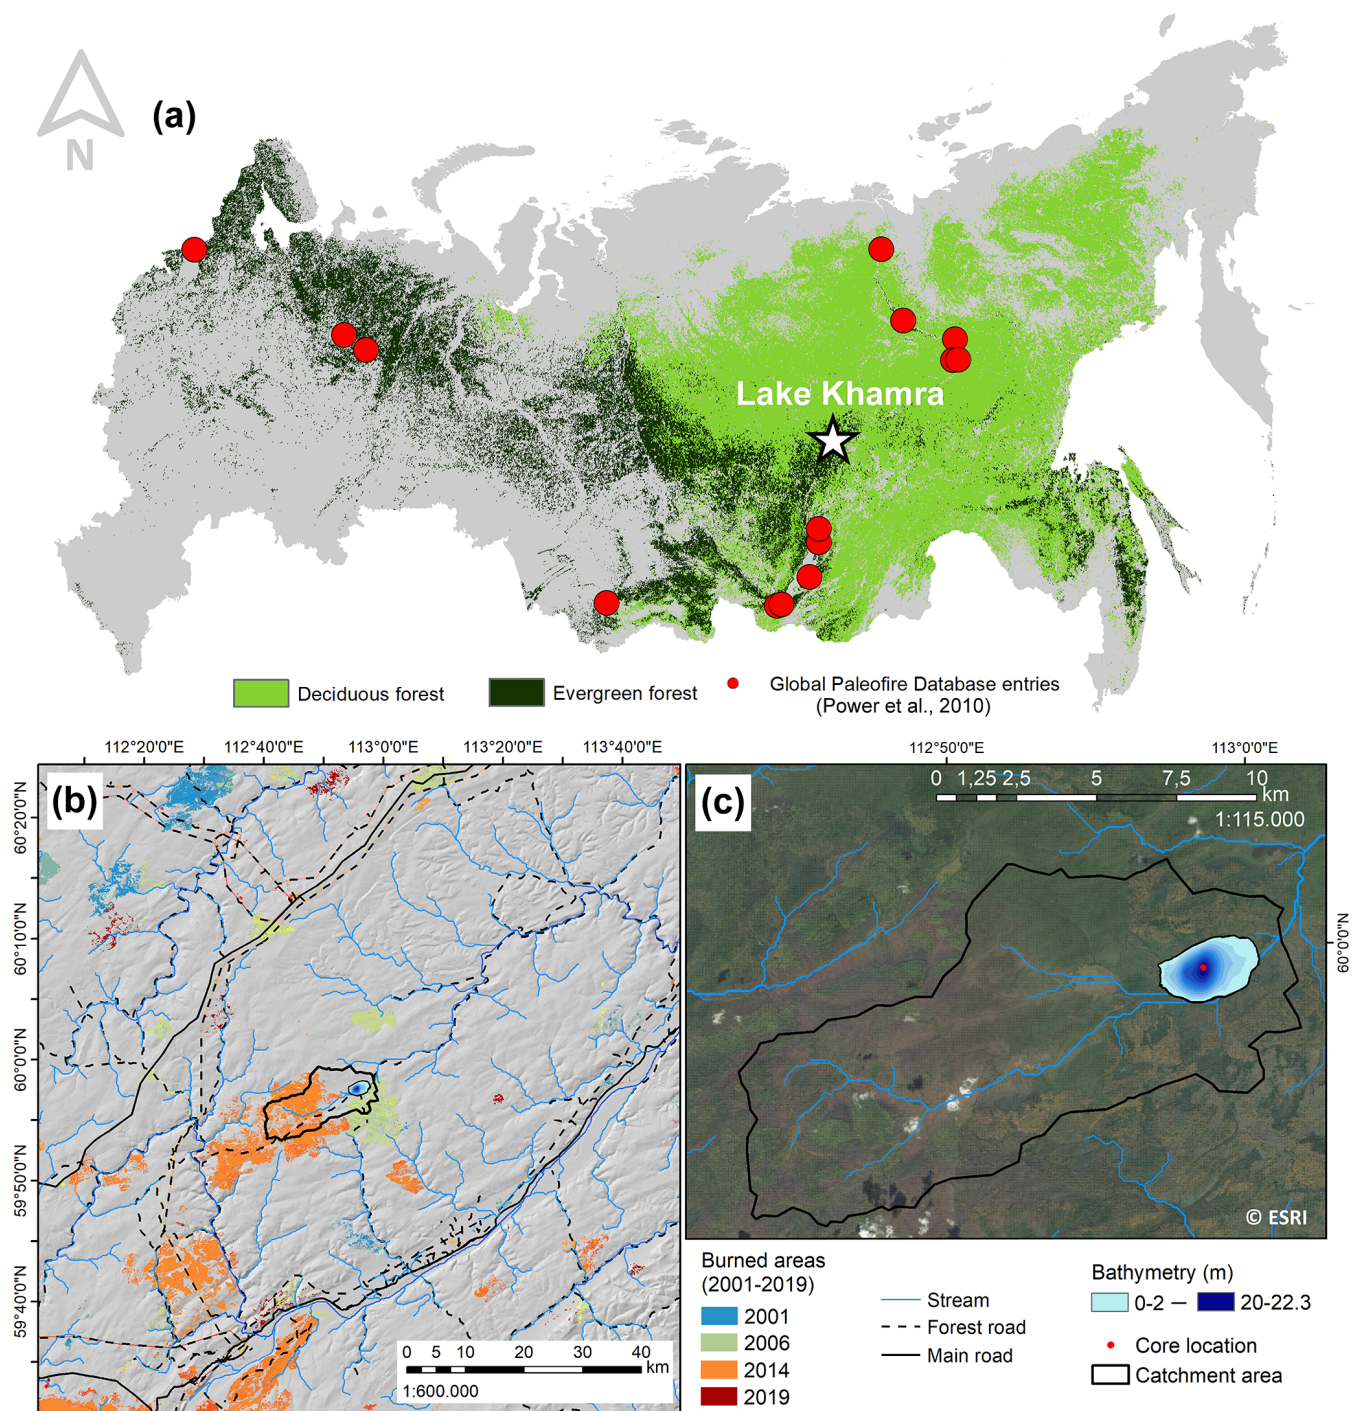 (a)
N
Lake Khamra
Deciduous forest
Evergreen forest
Global Paleofire Database entries
(Power et al., 2010)
112°20'0"E
112°40'0"E
113°0'0"E
113°20'0"E
113°40'0"E
112°50'0"E
113°0'0"E
(b)
60°20'0"N
60°10'0"N
60°0'0"N
59°50'0"N
59°40'0"N
0 5 10 20 30 40
km
1:600.000
(c)
0 1,25 2,5 5 7,5 10
km
1:115.000
60°0'0"N
© ESRI
Burned areas
(2001-2019)
2001
2006
2014
2019
Stream
Forest road
Main road
Bathymetry (m)
0-2 — 20-22.3
Core location
Catchment area